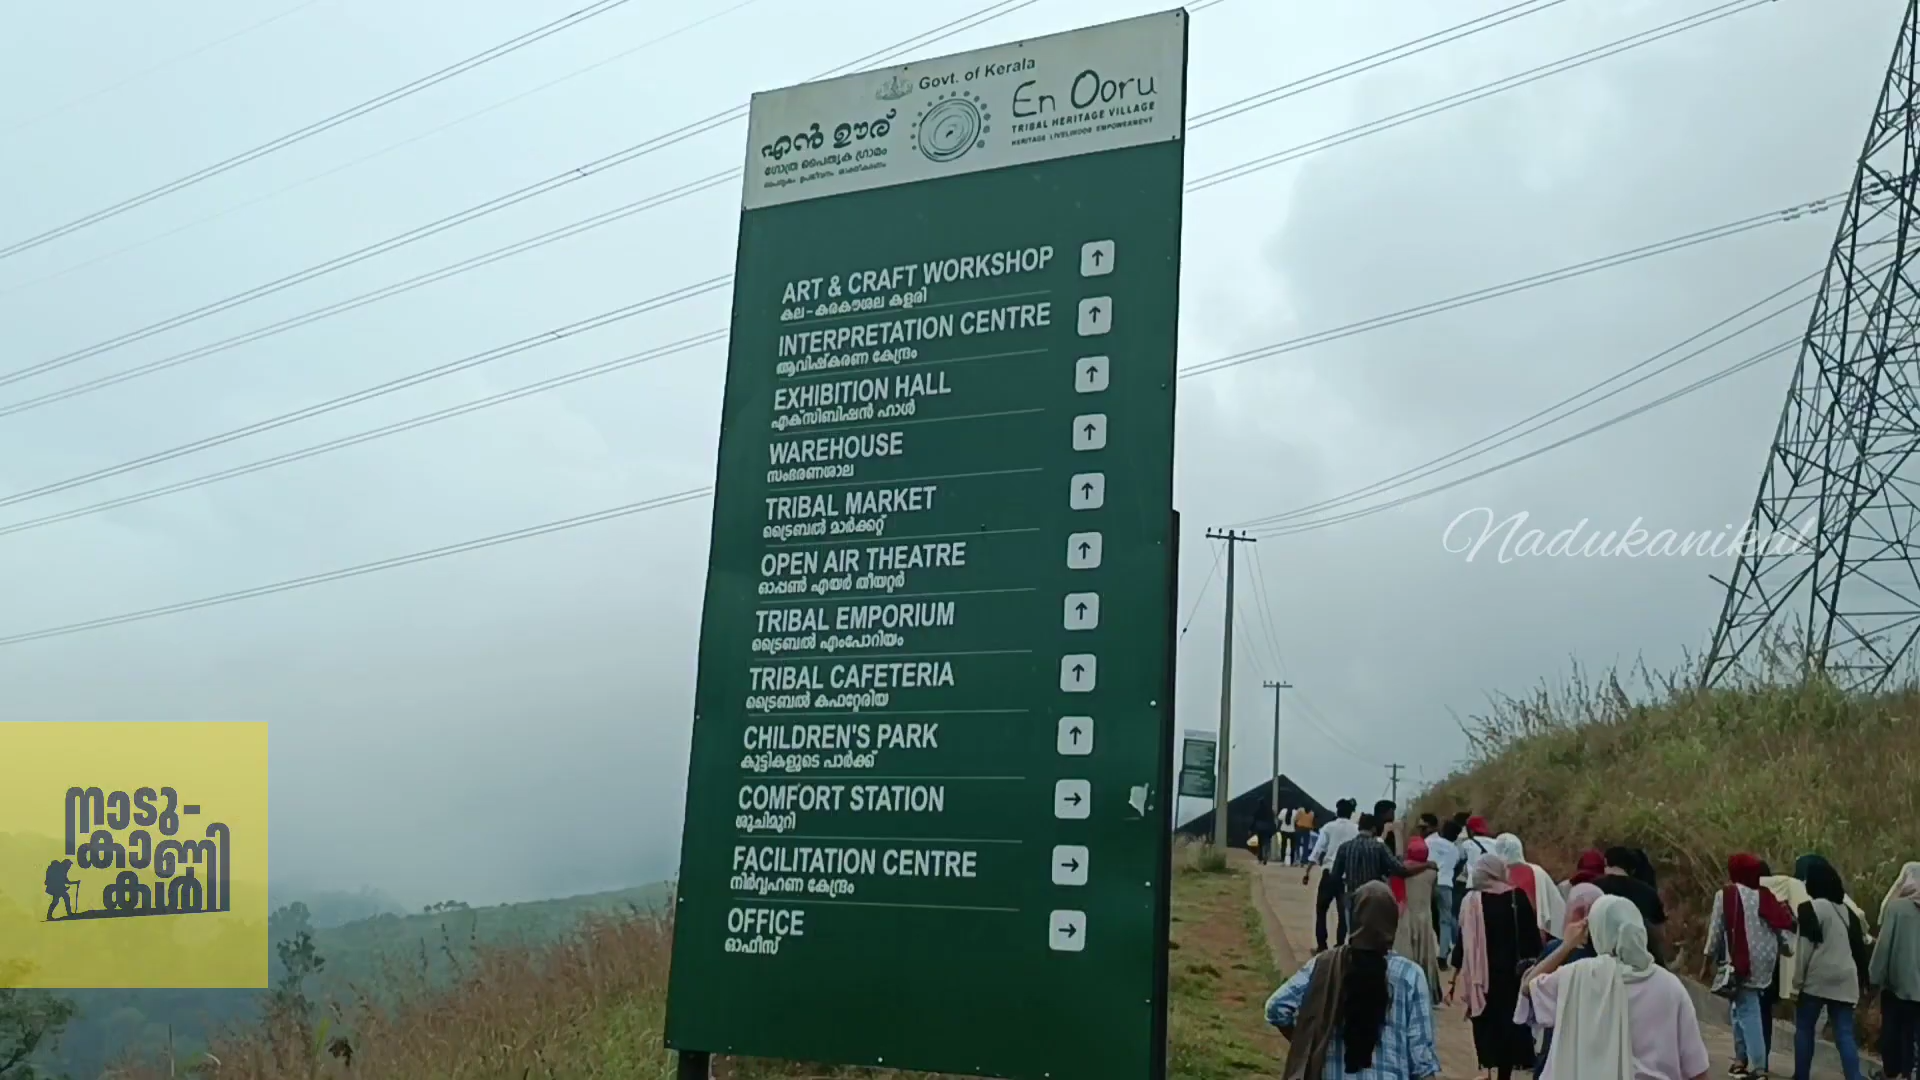 Govt. of Kerala
എൻ ഊര്
ഗോത്ര പൈതൃക ഗ്രാമം
പൈതൃകം ഉപജീവനം ശാക്തീകരണം
En Ooru
TRIBAL HERITAGE VILLAGE
HERITAGE LIVELIHOOD EMPOWERMENT
ART & CRAFT WORKSHOP
കല - കരകൗശല കളരി
INTERPRETATION CENTRE
ആവിഷ്കരണ കേന്ദ്രം
EXHIBITION HALL
എക്സിബിഷൻ ഹാൾ
WAREHOUSE
സംഭരണശാല
TRIBAL MARKET
ട്രൈബൽ മാർക്കറ്റ്
OPEN AIR THEATRE
ഓപ്പൺ എയർ തീയറ്റർ
TRIBAL EMPORIUM
ട്രൈബൽ എംപോറിയം
TRIBAL CAFETERIA
ട്രൈബൽ കഫറ്റേരിയ
CHILDREN'S PARK
കുട്ടികളുടെ പാർക്ക്
COMFORT STATION
ശുചിമുറി
FACILITATION CENTRE
നിർവ്വഹണ കേന്ദ്രം
OFFICE
ഓഫീസ്
Nadukanikal
നാടു-
കാണി
കൾ